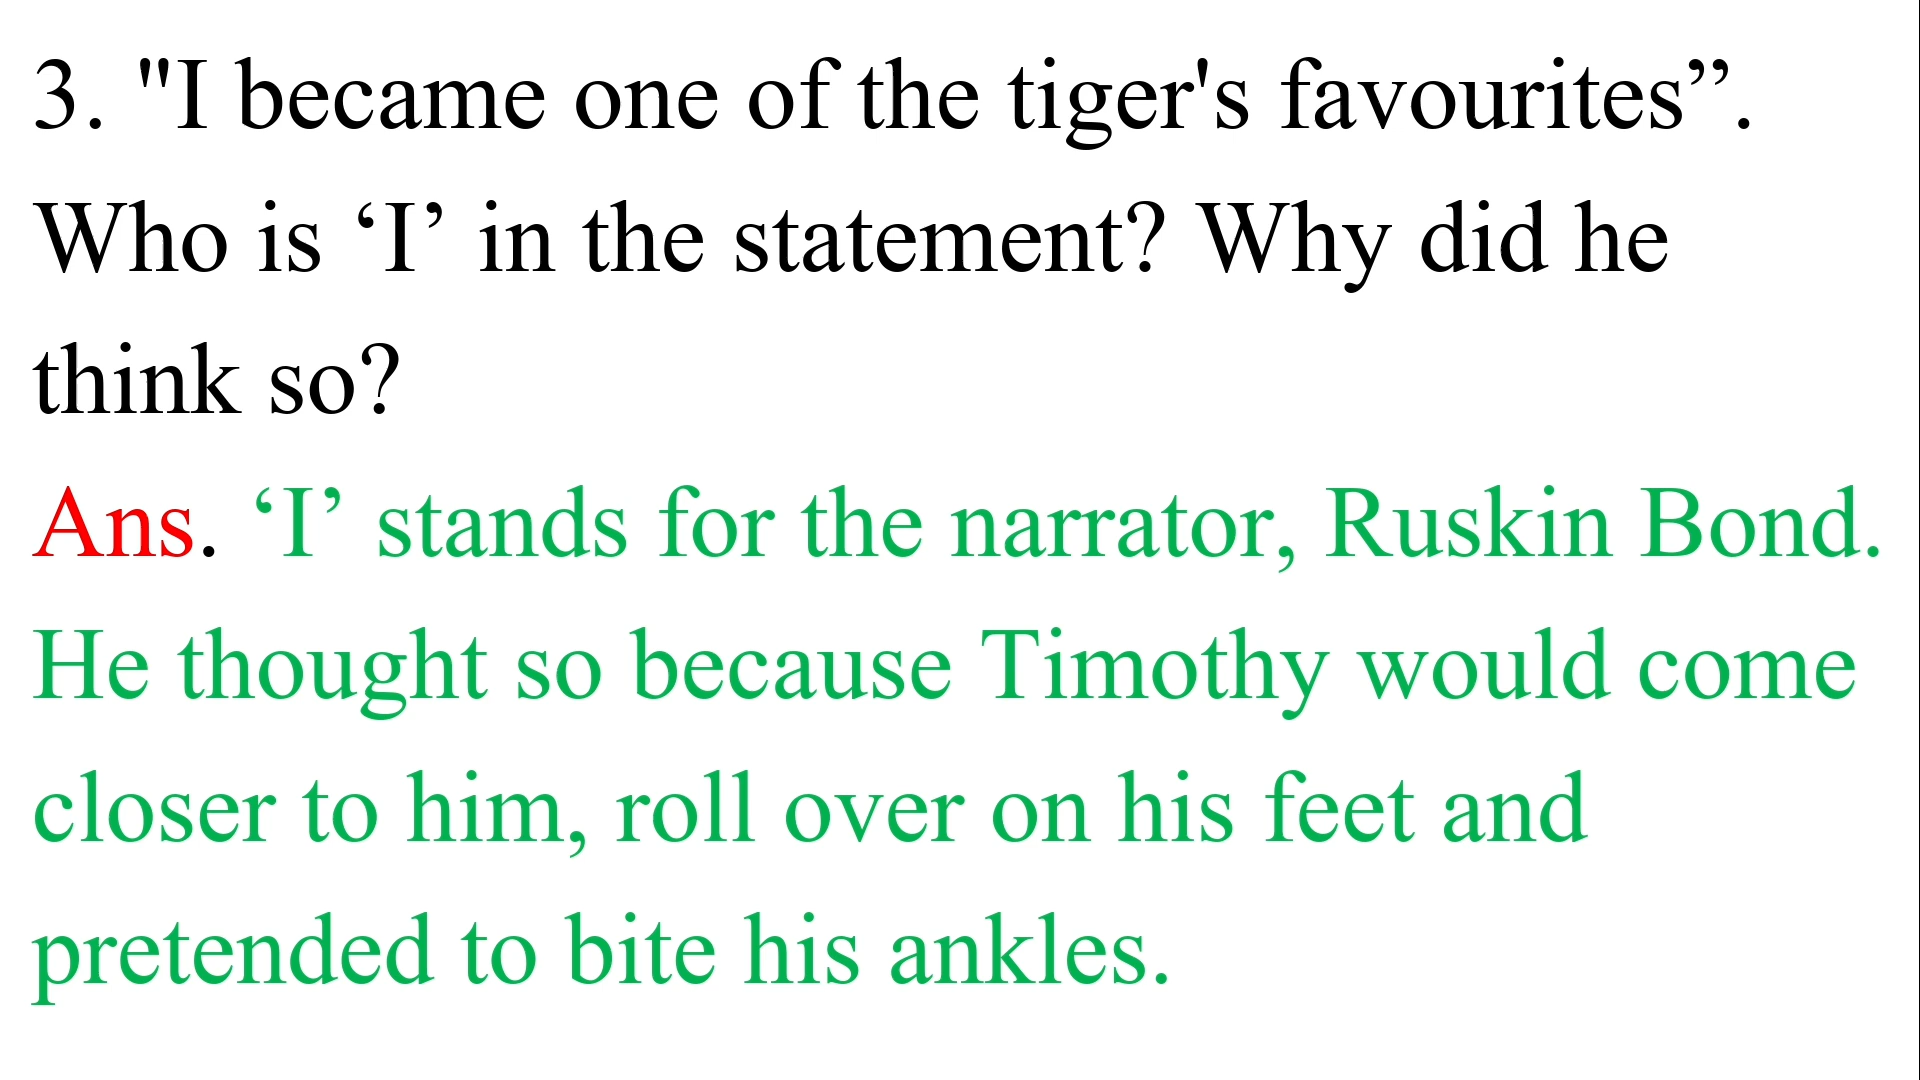 3. "I became one of the tiger's favourites”.
Who is ‘I’ in the statement? Why did he
think so?
Ans. ‘I’ stands for the narrator, Ruskin Bond.
He thought so because Timothy would come
closer to him, roll over on his feet and
pretended to bite his ankles.